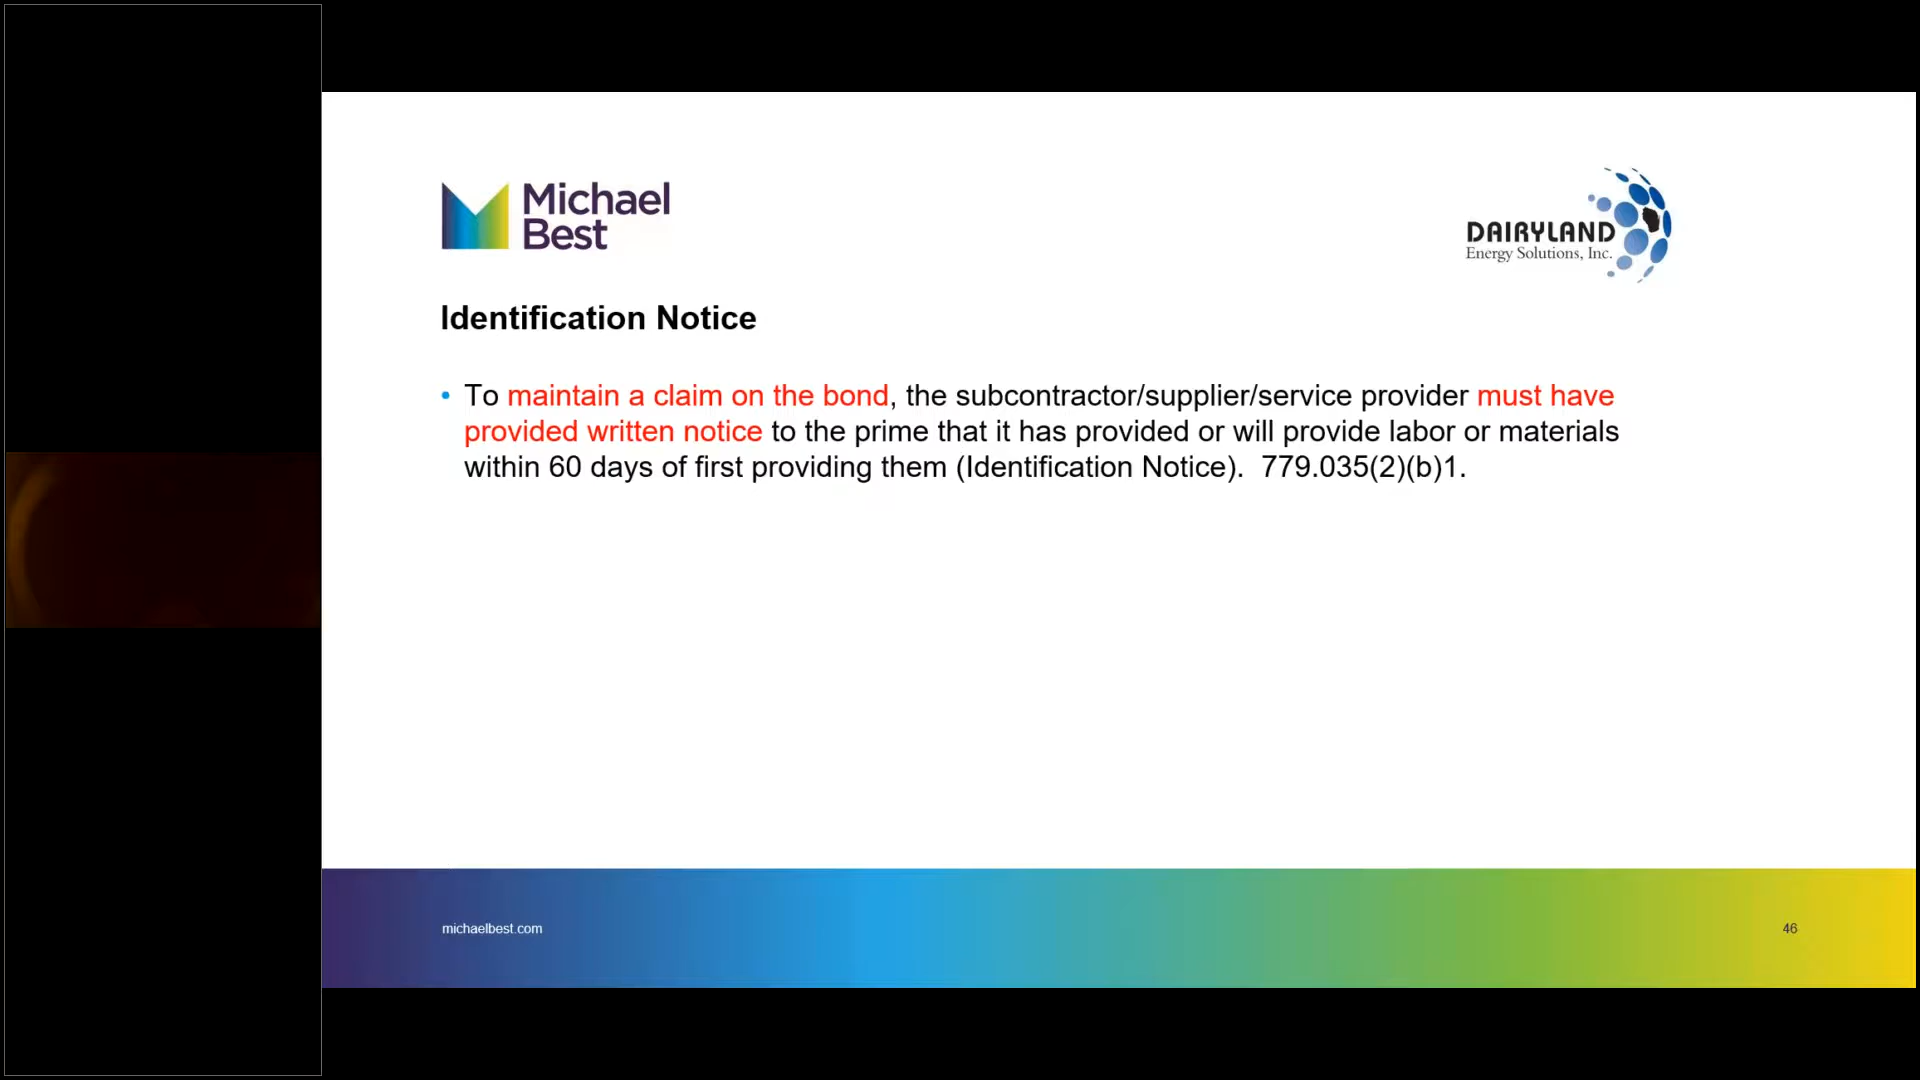 Michael
Best
DAIRYLAND
Energy Solutions, Inc.
Identification Notice
• To maintain a claim on the bond, the subcontractor/supplier/service provider must have
provided written notice to the prime that it has provided or will provide labor or materials
within 60 days of first providing them (Identification Notice).  779.035(2)(b)1.
michaelbest.com
46